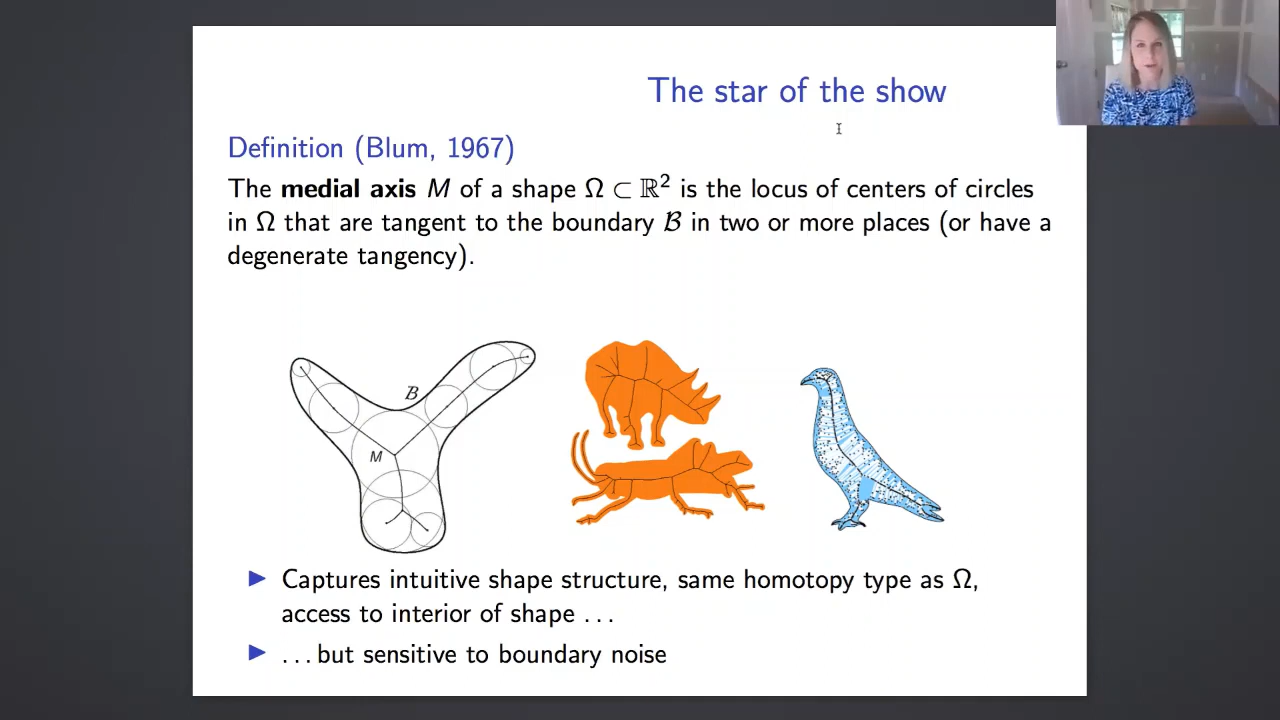 The star of the show
Definition (Blum, 1967)
The medial axis M of a shape Ω ⊂ ℝ² is the locus of centers of circles
in Ω that are tangent to the boundary ℬ in two or more places (or have a
degenerate tangency).
ℬ
M
▶ Captures intuitive shape structure, same homotopy type as Ω,
access to interior of shape . . .
▶ . . . but sensitive to boundary noise